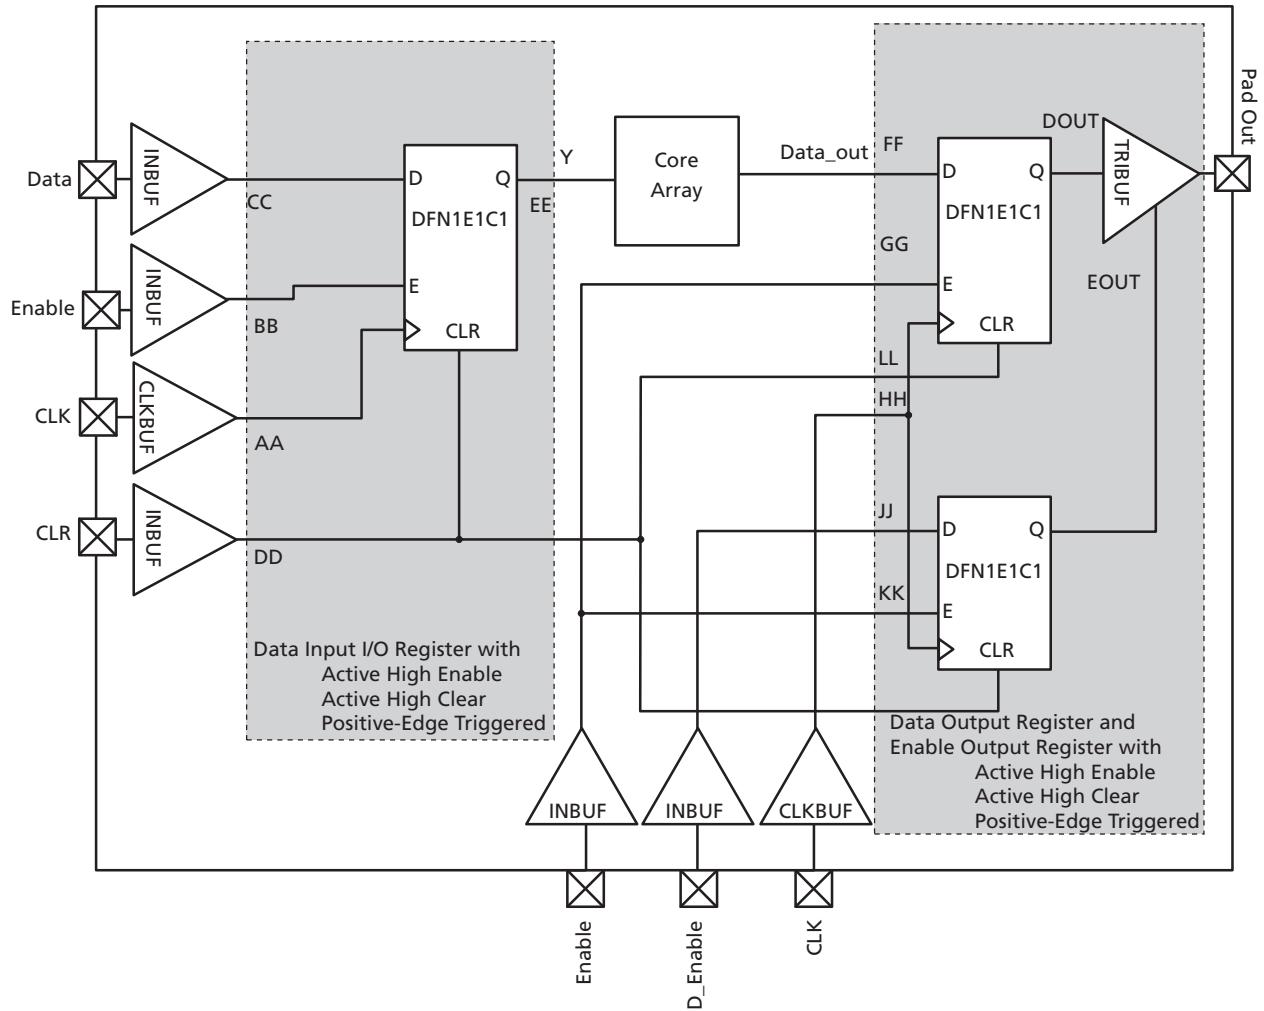 Pad Out
DOUT
Data
INBUF
CC
D
Q
DFN1E1C1
E
CLR
Y
EE
Core
Array
Data_out
FF
D
Q
DFN1E1C1
E
CLR
TRIBUF
GG
EOUT
Enable
INBUF
BB
CLK
CLKBUF
AA
LL
HH
CLR
INBUF
DD
JJ
D
Q
DFN1E1C1
E
CLR
KK
Data Input I/O Register with
Active High Enable
Active High Clear
Positive-Edge Triggered
Data Output Register and
Enable Output Register with
Active High Enable
Active High Clear
Positive-Edge Triggered
INBUF
INBUF
CLKBUF
Enable
D_Enable
CLK